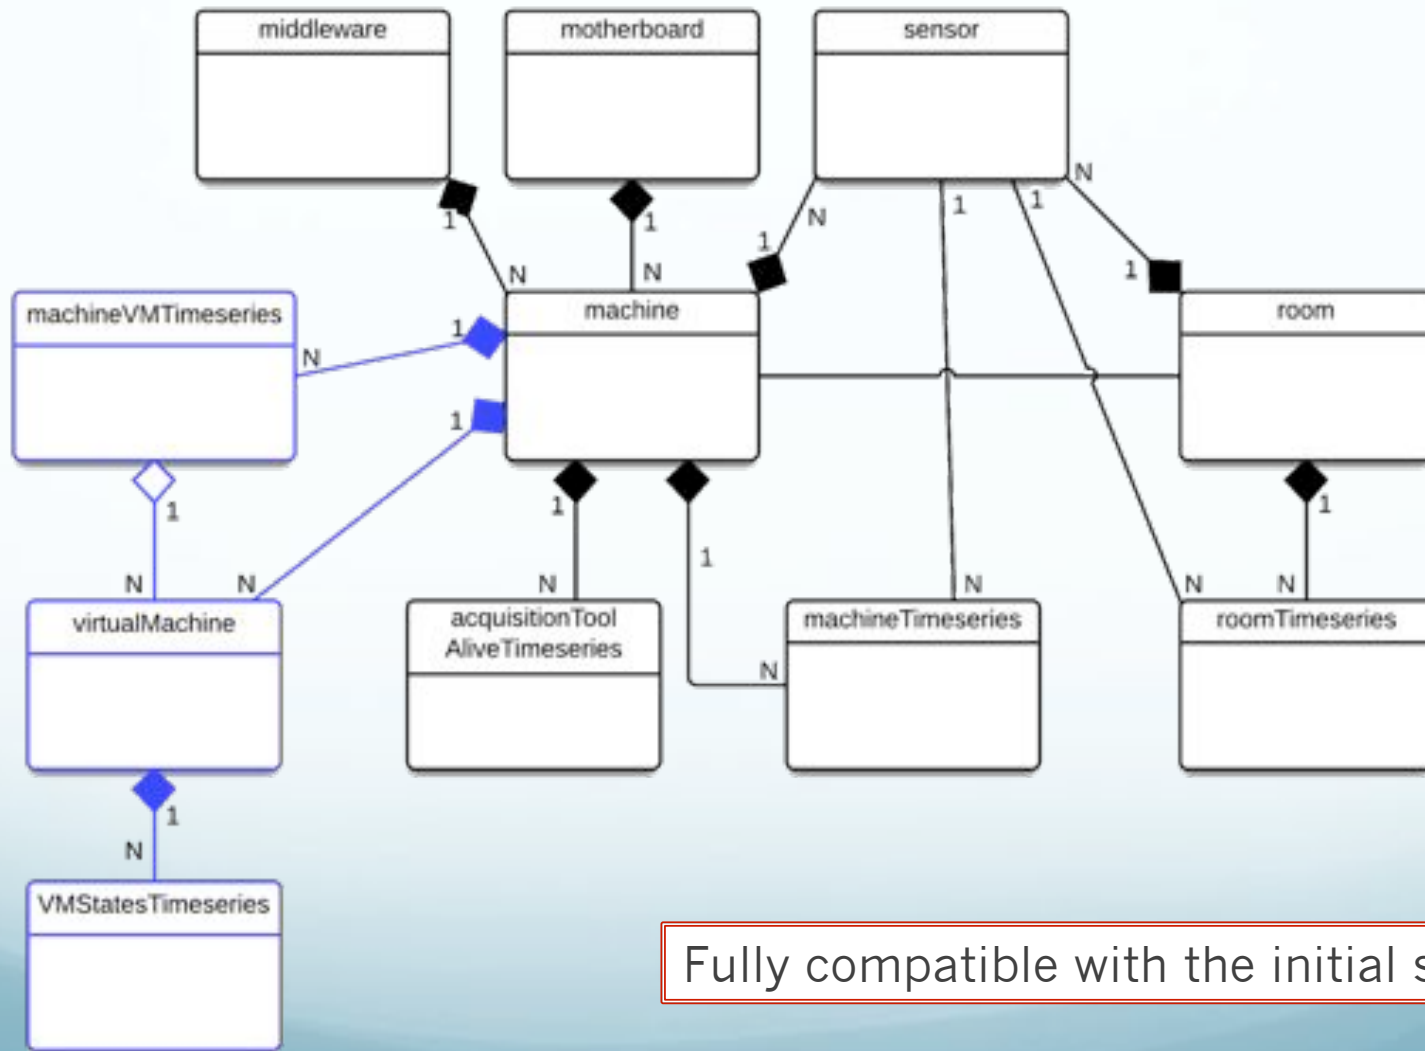 middleware
motherboard
sensor
1
1
N
1
1
N
N
N
1
1
machineVMTimeseries
machine
room
1
N
1
1
1
1
1
N
N
N
1
N
N
N
virtualMachine
acquisitionTool
AliveTimeseries
machineTimeseries
roomTimeseries
N
1
N
VMStatesTimeseries
Fully compatible with the initial s